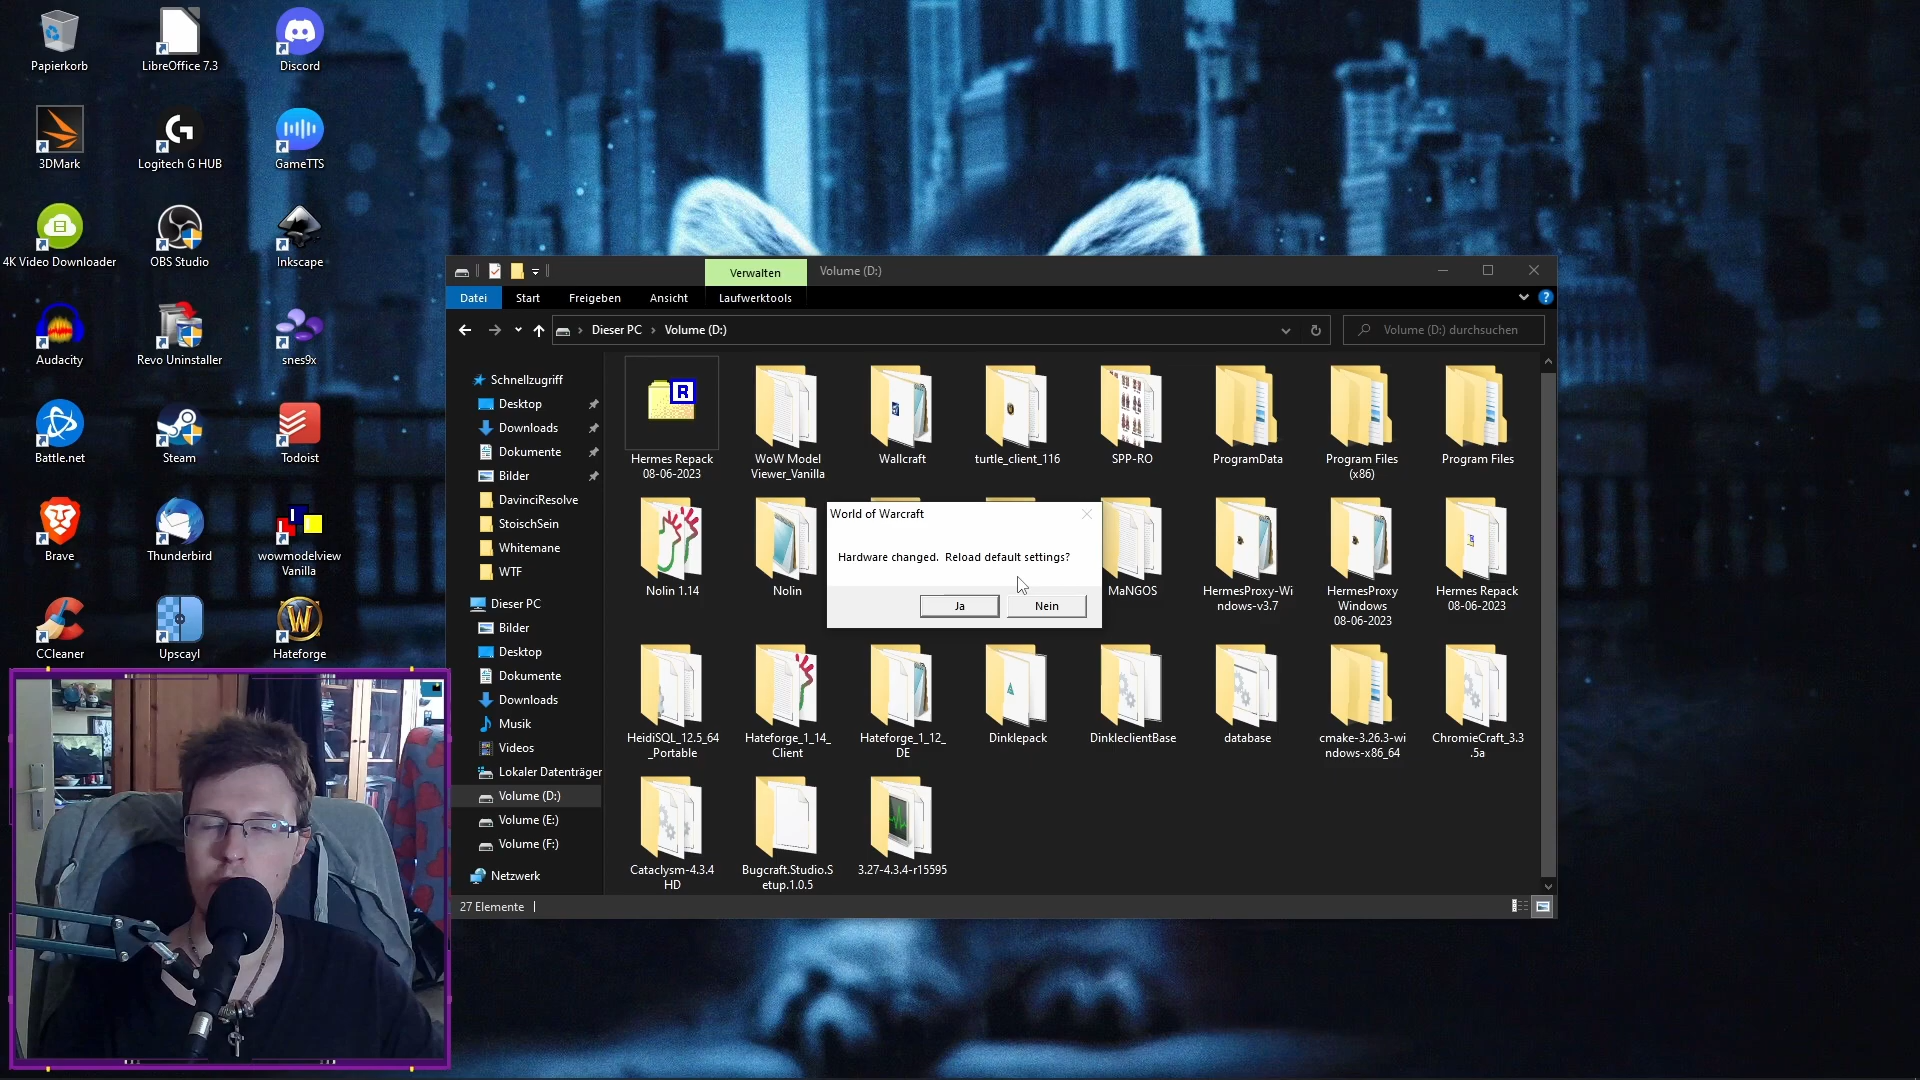 Papierkorb
LibreOffice 7.3
Discord
3DMark
Logitech G HUB
GameTTS
4K Video Downloader
OBS Studio
Inkscape
Audacity
Revo Uninstaller
snes9x
Battle.net
Steam
Todoist
Brave
Thunderbird
wowmodelview
Vanilla
CCleaner
Upscayl
Hateforge
Verwalten
Volume (D:)
Datei
Start
Freigeben
Ansicht
Laufwerktools
Dieser PC
Volume (D:)
Volume (D:) durchsuchen
Schnellzugriff
Desktop
Downloads
Dokumente
Bilder
DavinciResolve
StoischSein
Whitemane
WTF
Dieser PC
Bilder
Desktop
Dokumente
Downloads
Musik
Videos
Lokaler Datenträger
Volume (D:)
Volume (E:)
Volume (F:)
Netzwerk
R
Hermes Repack
08-06-2023
WoW Model
Viewer_Vanilla
Wallcraft
turtle_client_116
SPP-RO
ProgramData
Program Files
(x86)
Program Files
Nolin 1.14
Nolin
MaNGOS
HermesProxy-Wi
ndows-v3.7
HermesProxy
Windows
08-06-2023
Hermes Repack
08-06-2023
World of Warcraft
Hardware changed. Reload default settings?
Ja
Nein
HeidiSQL_12.5_64
_Portable
Hateforge_1_14_
Client
Hateforge_1_12_
DE
Dinklepack
DinkleclientBase
database
cmake-3.26.3-wi
ndows-x86_64
ChromieCraft_3.3
.5a
Cataclysm-4.3.4
HD
Bugcraft.Studio.S
etup.1.0.5
3.27-4.3.4-r15595
27 Elemente